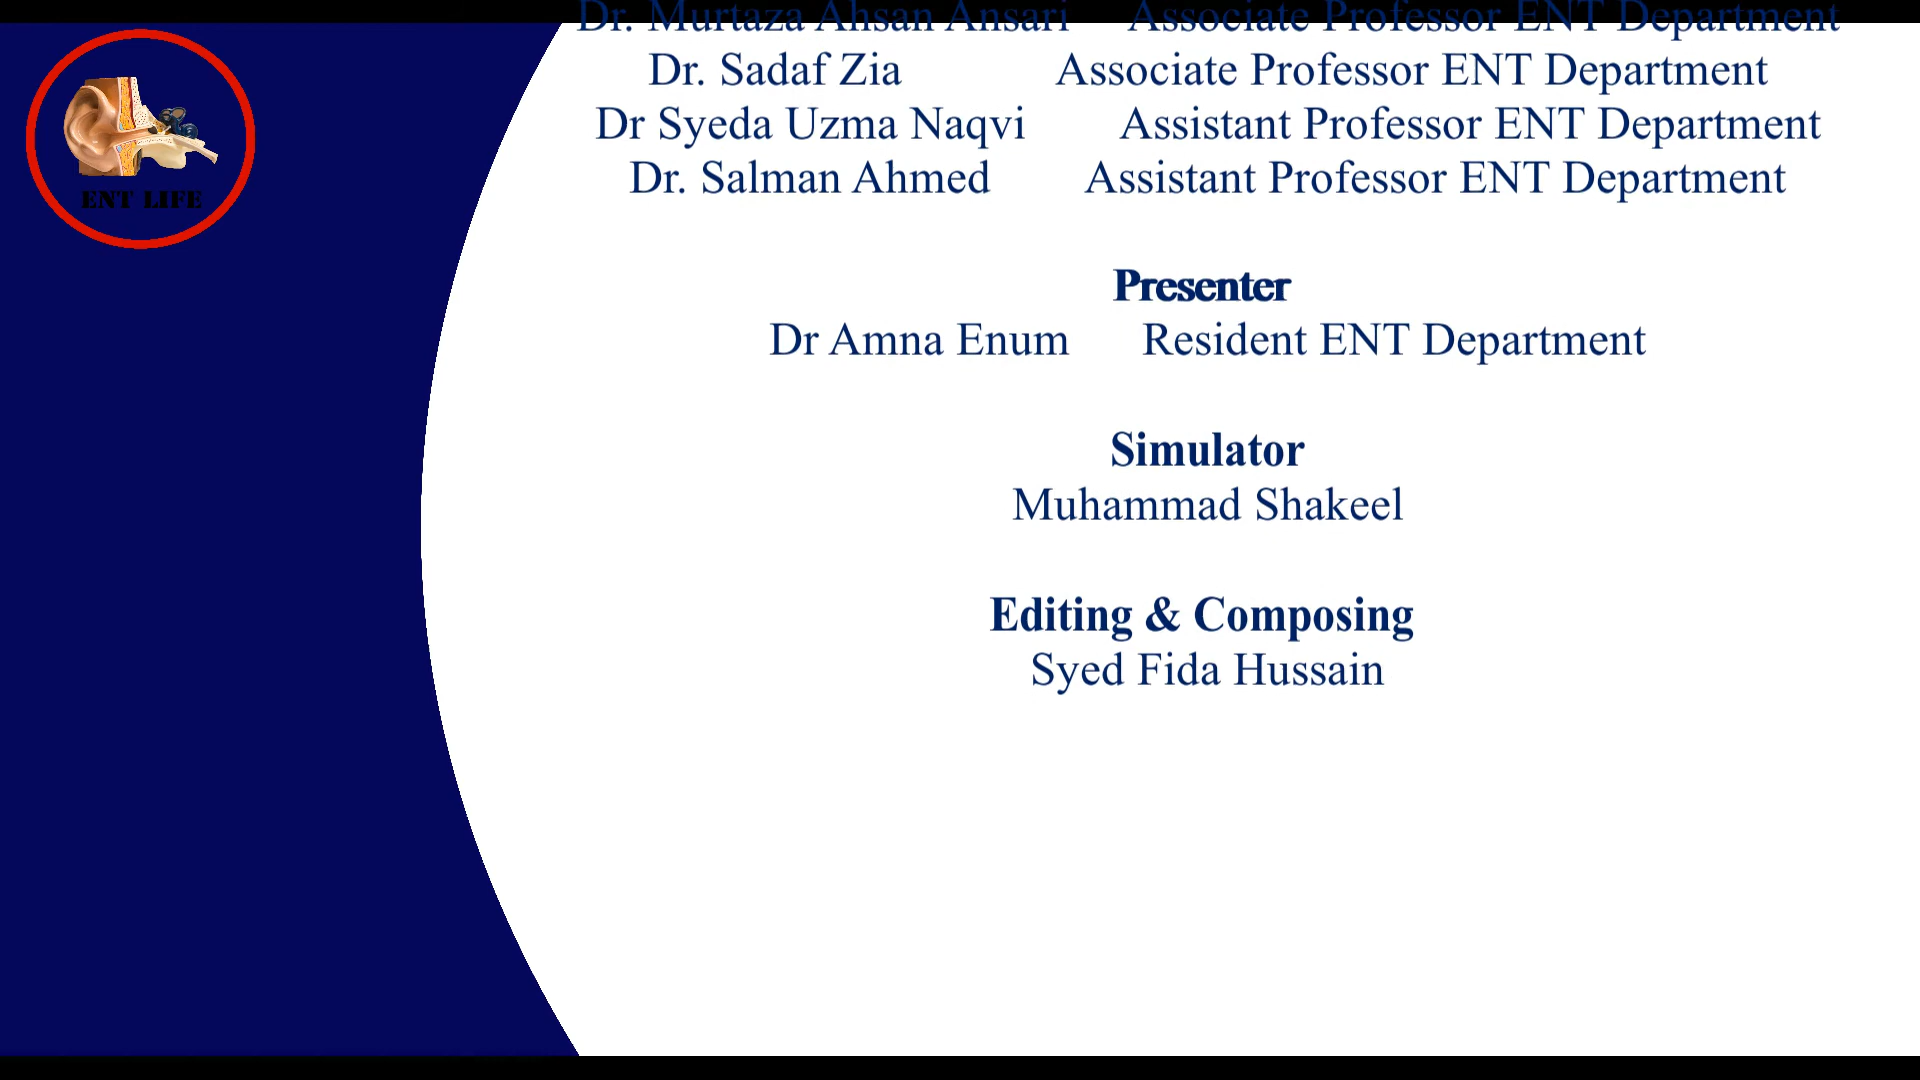 Dr. Murtaza Ahsan Ansari Associate Professor ENT Department
Dr. Sadaf Zia Associate Professor ENT Department
Dr Syeda Uzma Naqvi Assistant Professor ENT Department
Dr. Salman Ahmed Assistant Professor ENT Department
ENT LIFE
Presenter
Dr Amna Enum Resident ENT Department
Simulator
Muhammad Shakeel
Editing & Composing
Syed Fida Hussain